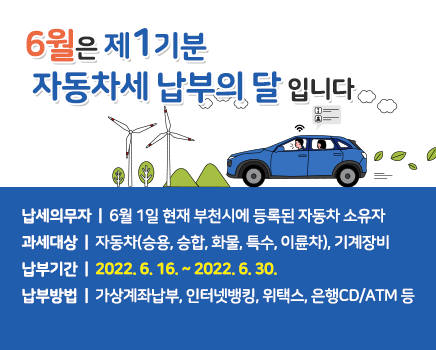 6월은 제1기분
자동차세 납부의 달 입니다
납세의무자 | 6월 1일 현재 부천시에 등록된 자동차 소유자
과세대상 | 자동차(승용, 승합, 화물, 특수, 이륜차), 기계장비
납부기간 | 2022. 6. 16. ~ 2022. 6. 30.
납부방법 | 가상계좌납부, 인터넷뱅킹, 위택스, 은행CD/ATM 등